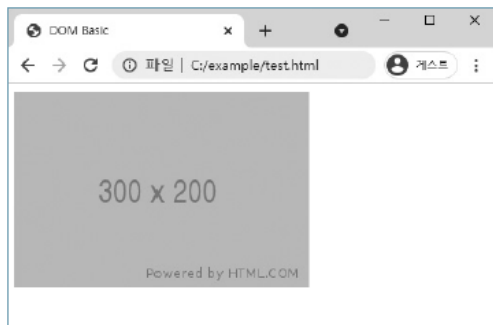 DOM Basic
파일 | C:/example/test.html
게스트
300 x 200
Powered by HTML.COM